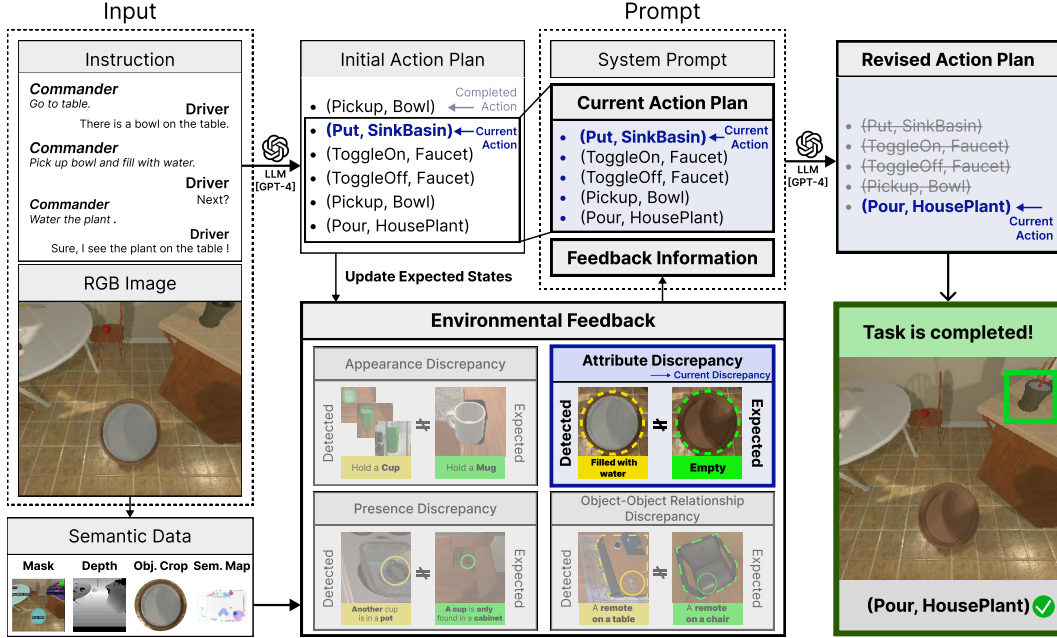 Input
Instruction
Commander
Go to table.
Driver
There is a bowl on the table.
Commander
Pick up bowl and fill with water.
Driver
Next?
Commander
Water the plant .
Driver
Sure, I see the plant on the table !
RGB Image
Semantic Data
Mask
Depth
Obj. Crop
Sem. Map
LLM
[GPT-4]
Initial Action Plan
• (Pickup, Bowl)
Completed
Action
• (Put, SinkBasin)
Current
Action
• (ToggleOn, Faucet)
• (ToggleOff, Faucet)
• (Pickup, Bowl)
• (Pour, HousePlant)
Update Expected States
Prompt
System Prompt
Current Action Plan
• (Put, SinkBasin)
Current
Action
• (ToggleOn, Faucet)
• (ToggleOff, Faucet)
• (Pickup, Bowl)
• (Pour, HousePlant)
Feedback Information
LLM
[GPT-4]
Revised Action Plan
• (Put, SinkBasin)
• (ToggleOn, Faucet)
• (ToggleOff, Faucet)
• (Pickup, Bowl)
• (Pour, HousePlant)
Current
Action
Environmental Feedback
Appearance Discrepancy
Detected
Hold a Cup
≠
Hold a Mug
Expected
Attribute Discrepancy
Current Discrepancy
Detected
Filled with
water
≠
Empty
Expected
Presence Discrepancy
Detected
Another cup
is in a pot
≠
A cup is only
found in a cabinet
Expected
Object-Object Relationship
Discrepancy
Detected
A remote
on a table
≠
A remote
on a chair
Expected
Task is completed!
(Pour, HousePlant)